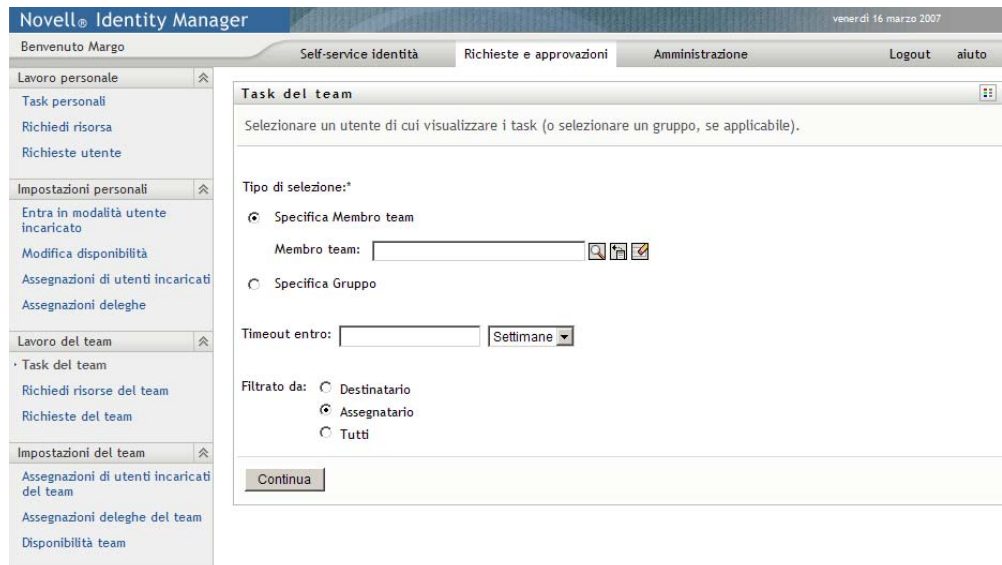 Novell® Identity Manager
venerdì 16 marzo 2007
Benvenuto Margo
Self-service identità
Richieste e approvazioni
Amministrazione
Logout
aiuto
Lavoro personale
Task personali
Richiedi risorsa
Richieste utente
Impostazioni personali
Entra in modalità utente
incaricato
Modifica disponibilità
Assegnazioni di utenti incaricati
Assegnazioni deleghe
Lavoro del team
Task del team
Richiedi risorse del team
Richieste del team
Impostazioni del team
Assegnazioni di utenti incaricati
del team
Assegnazioni deleghe del team
Disponibilità team
Task del team
Selezionare un utente di cui visualizzare i task (o selezionare un gruppo, se applicabile).
Tipo di selezione:*
Specifica Membro team
Membro team:
Specifica Gruppo
Timeout entro:
Settimane
Filtrato da:
Destinatario
Assegnatario
Tutti
Continua